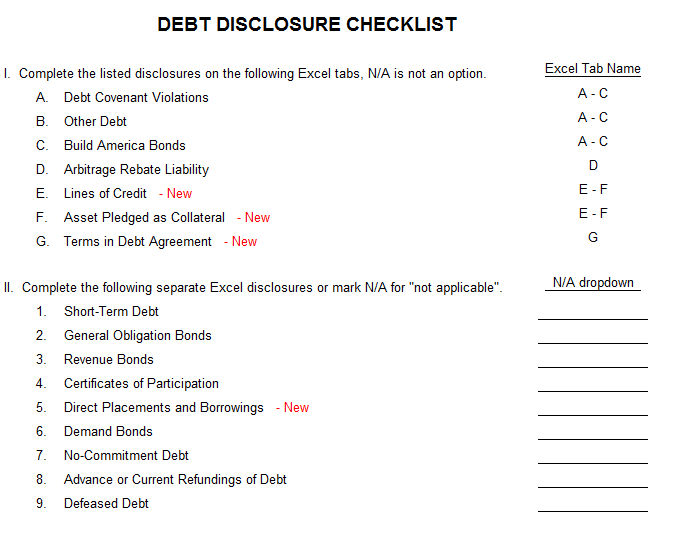 DEBT DISCLOSURE CHECKLIST
I. Complete the listed disclosures on the following Excel tabs, N/A is not an option. Excel Tab Name
A. Debt Covenant Violations A - C
B. Other Debt A - C
C. Build America Bonds A - C
D. Arbitrage Rebate Liability D
E. Lines of Credit - New E - F
F. Asset Pledged as Collateral - New E - F
G. Terms in Debt Agreement - New G
II. Complete the following separate Excel disclosures or mark N/A for "not applicable". N/A dropdown
1. Short-Term Debt
2. General Obligation Bonds
3. Revenue Bonds
4. Certificates of Participation
5. Direct Placements and Borrowings - New
6. Demand Bonds
7. No-Commitment Debt
8. Advance or Current Refundings of Debt
9. Defeased Debt